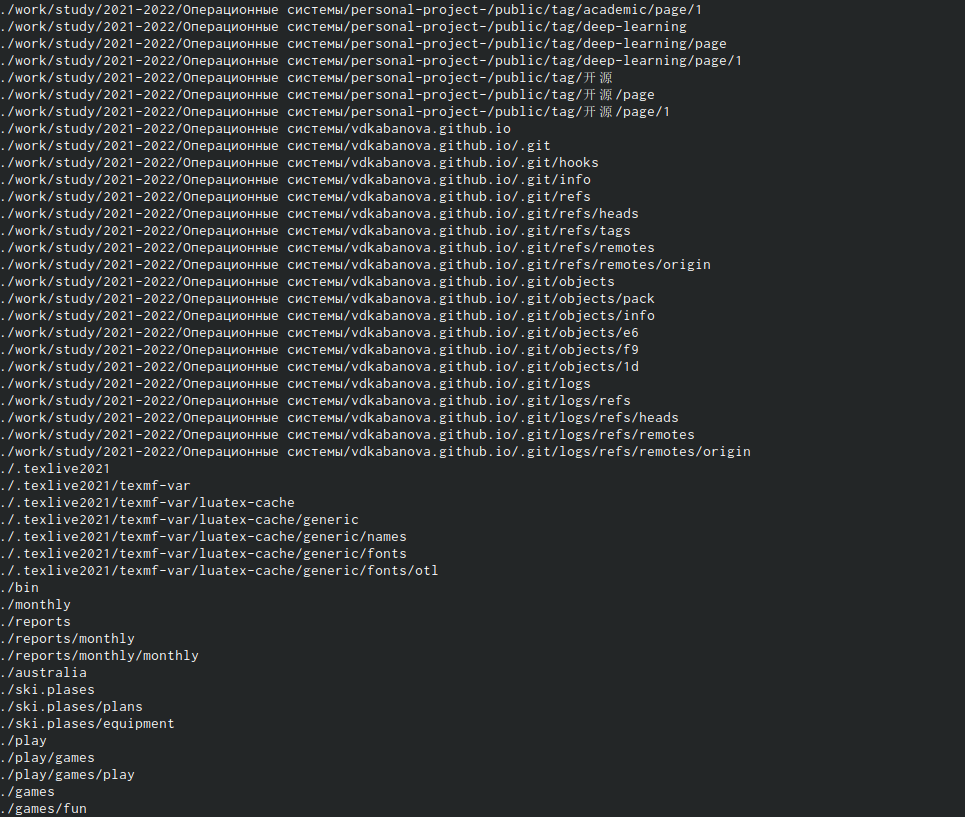 ./work/study/2021-2022/Операционные системы/personal-project-/public/tag/academic/page/1
./work/study/2021-2022/Операционные системы/personal-project-/public/tag/deep-learning
./work/study/2021-2022/Операционные системы/personal-project-/public/tag/deep-learning/page
./work/study/2021-2022/Операционные системы/personal-project-/public/tag/deep-learning/page/1
./work/study/2021-2022/Операционные системы/personal-project-/public/tag/开源
./work/study/2021-2022/Операционные системы/personal-project-/public/tag/开源/page
./work/study/2021-2022/Операционные системы/personal-project-/public/tag/开源/page/1
./work/study/2021-2022/Операционные системы/vdkabanova.github.io
./work/study/2021-2022/Операционные системы/vdkabanova.github.io/.git
./work/study/2021-2022/Операционные системы/vdkabanova.github.io/.git/hooks
./work/study/2021-2022/Операционные системы/vdkabanova.github.io/.git/info
./work/study/2021-2022/Операционные системы/vdkabanova.github.io/.git/refs
./work/study/2021-2022/Операционные системы/vdkabanova.github.io/.git/refs/heads
./work/study/2021-2022/Операционные системы/vdkabanova.github.io/.git/refs/tags
./work/study/2021-2022/Операционные системы/vdkabanova.github.io/.git/refs/remotes
./work/study/2021-2022/Операционные системы/vdkabanova.github.io/.git/refs/remotes/origin
./work/study/2021-2022/Операционные системы/vdkabanova.github.io/.git/objects
./work/study/2021-2022/Операционные системы/vdkabanova.github.io/.git/objects/pack
./work/study/2021-2022/Операционные системы/vdkabanova.github.io/.git/objects/info
./work/study/2021-2022/Операционные системы/vdkabanova.github.io/.git/objects/e6
./work/study/2021-2022/Операционные системы/vdkabanova.github.io/.git/objects/f9
./work/study/2021-2022/Операционные системы/vdkabanova.github.io/.git/objects/1d
./work/study/2021-2022/Операционные системы/vdkabanova.github.io/.git/logs
./work/study/2021-2022/Операционные системы/vdkabanova.github.io/.git/logs/refs
./work/study/2021-2022/Операционные системы/vdkabanova.github.io/.git/logs/refs/heads
./work/study/2021-2022/Операционные системы/vdkabanova.github.io/.git/logs/refs/remotes
./work/study/2021-2022/Операционные системы/vdkabanova.github.io/.git/logs/refs/remotes/origin
./.texlive2021
./.texlive2021/texmf-var
./.texlive2021/texmf-var/luatex-cache
./.texlive2021/texmf-var/luatex-cache/generic
./.texlive2021/texmf-var/luatex-cache/generic/names
./.texlive2021/texmf-var/luatex-cache/generic/fonts
./.texlive2021/texmf-var/luatex-cache/generic/fonts/otl
./bin
./monthly
./reports
./reports/monthly
./reports/monthly/monthly
./australia
./ski.plases
./ski.plases/plans
./ski.plases/equipment
./play
./play/games
./play/games/play
./games
./games/fun